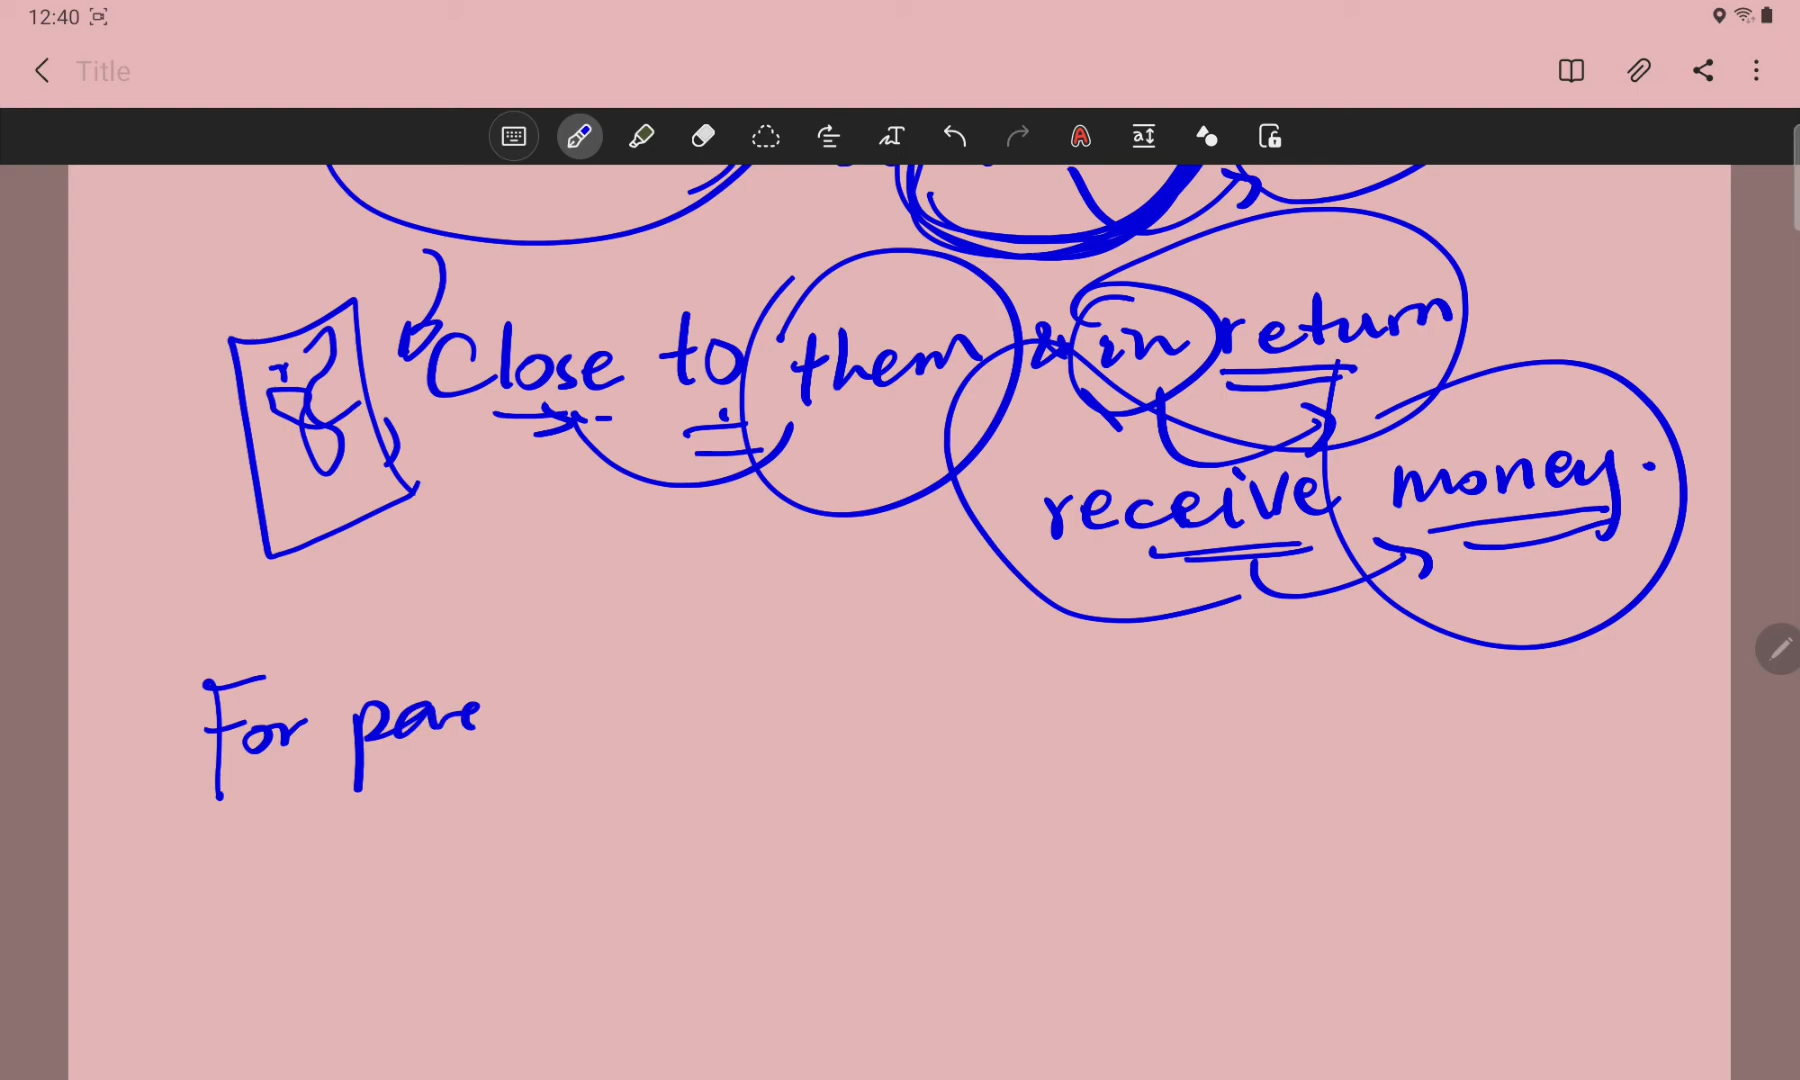 12:40
Title
Close to them & in return
receive money.
For pare